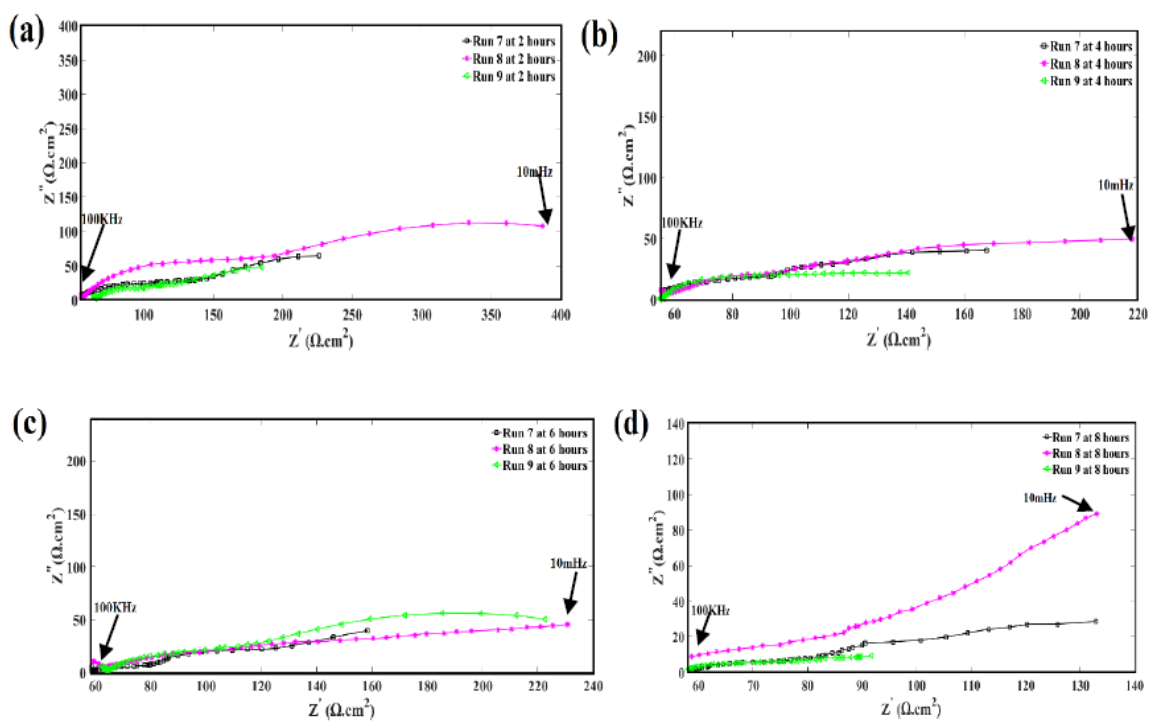 (a)
400
350
300
250
200
150
100
50
0
Z'' (Ω.cm²)
Run 7 at 2 hours
Run 8 at 2 hours
Run 9 at 2 hours
100KHz
10mHz
100 150 200 250 300 350 400
Z' (Ω.cm²)
(b)
200
150
100
50
0
Z'' (Ω.cm²)
Run 7 at 4 hours
Run 8 at 4 hours
Run 9 at 4 hours
100KHz
10mHz
60 80 100 120 140 160 180 200 220
Z' (Ω.cm²)
(c)
200
150
100
50
0
Z'' (Ω.cm²)
Run 7 at 6 hours
Run 8 at 6 hours
Run 9 at 6 hours
100KHz
10mHz
60 80 100 120 140 160 180 200 220 240
Z' (Ω.cm²)
(d)
140
120
100
80
60
40
20
0
Z'' (Ω.cm²)
Run 7 at 8 hours
Run 8 at 8 hours
Run 9 at 8 hours
100KHz
10mHz
60 70 80 90 100 110 120 130 140
Z' (Ω.cm²)